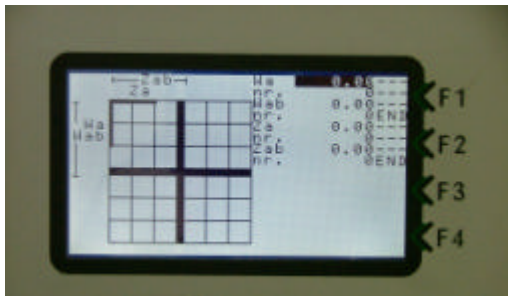 Zab
Za
Wa
Wab
Wa 0.00---
nr. 0---
Wab 0.00---
nr. 0END
Za 0.00---
nr. 0---
Zab 0.00---
nr. 0END
F1
F2
F3
F4